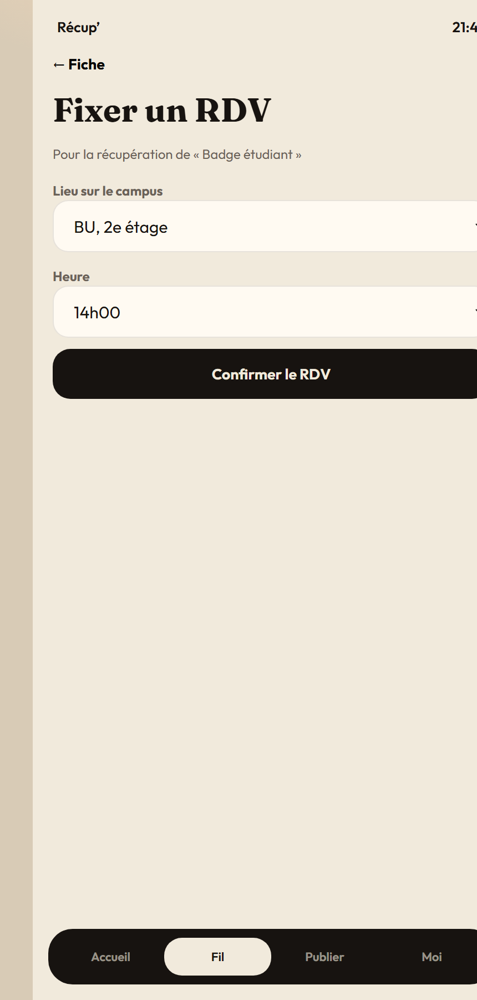 Récup’
21:4
← Fiche
Fixer un RDV
Pour la récupération de « Badge étudiant »
Lieu sur le campus
BU, 2e étage
Heure
14h00
Confirmer le RDV
Accueil
Fil
Publier
Moi